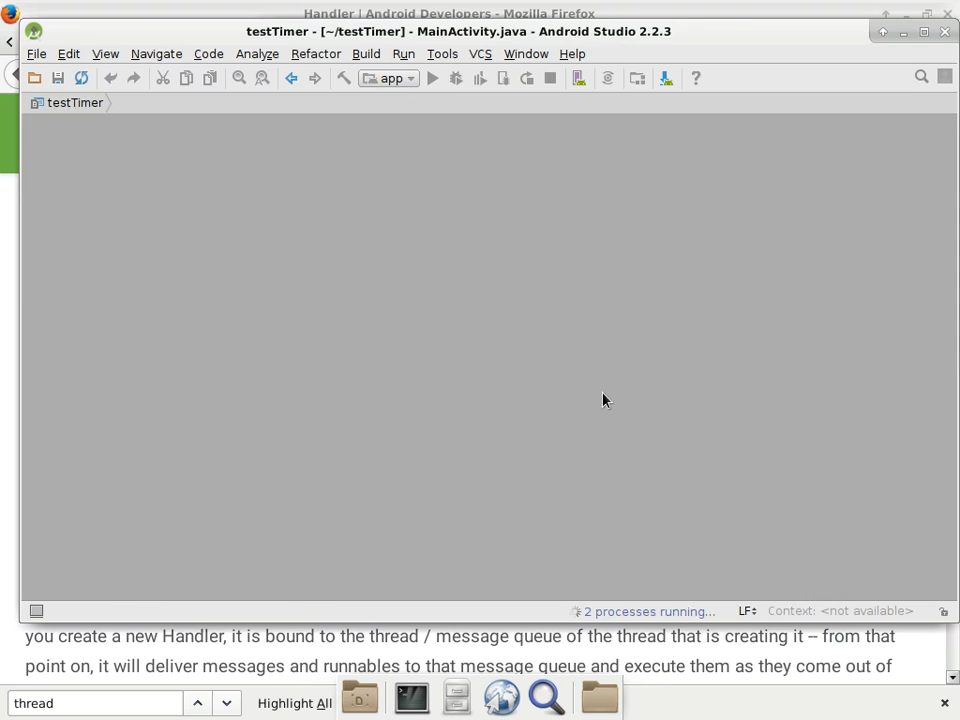 Handler | Android Developers - Mozilla Firefox
testTimer - [~/testTimer] - MainActivity.java - Android Studio 2.2.3
File Edit View Navigate Code Analyze Refactor Build Run Tools VCS Window Help
app
testTimer
2 processes running... LF Context: <not available>
you create a new Handler, it is bound to the thread / message queue of the thread that is creating it -- from that
point on, it will deliver messages and runnables to that message queue and execute them as they come out of
thread Highlight All